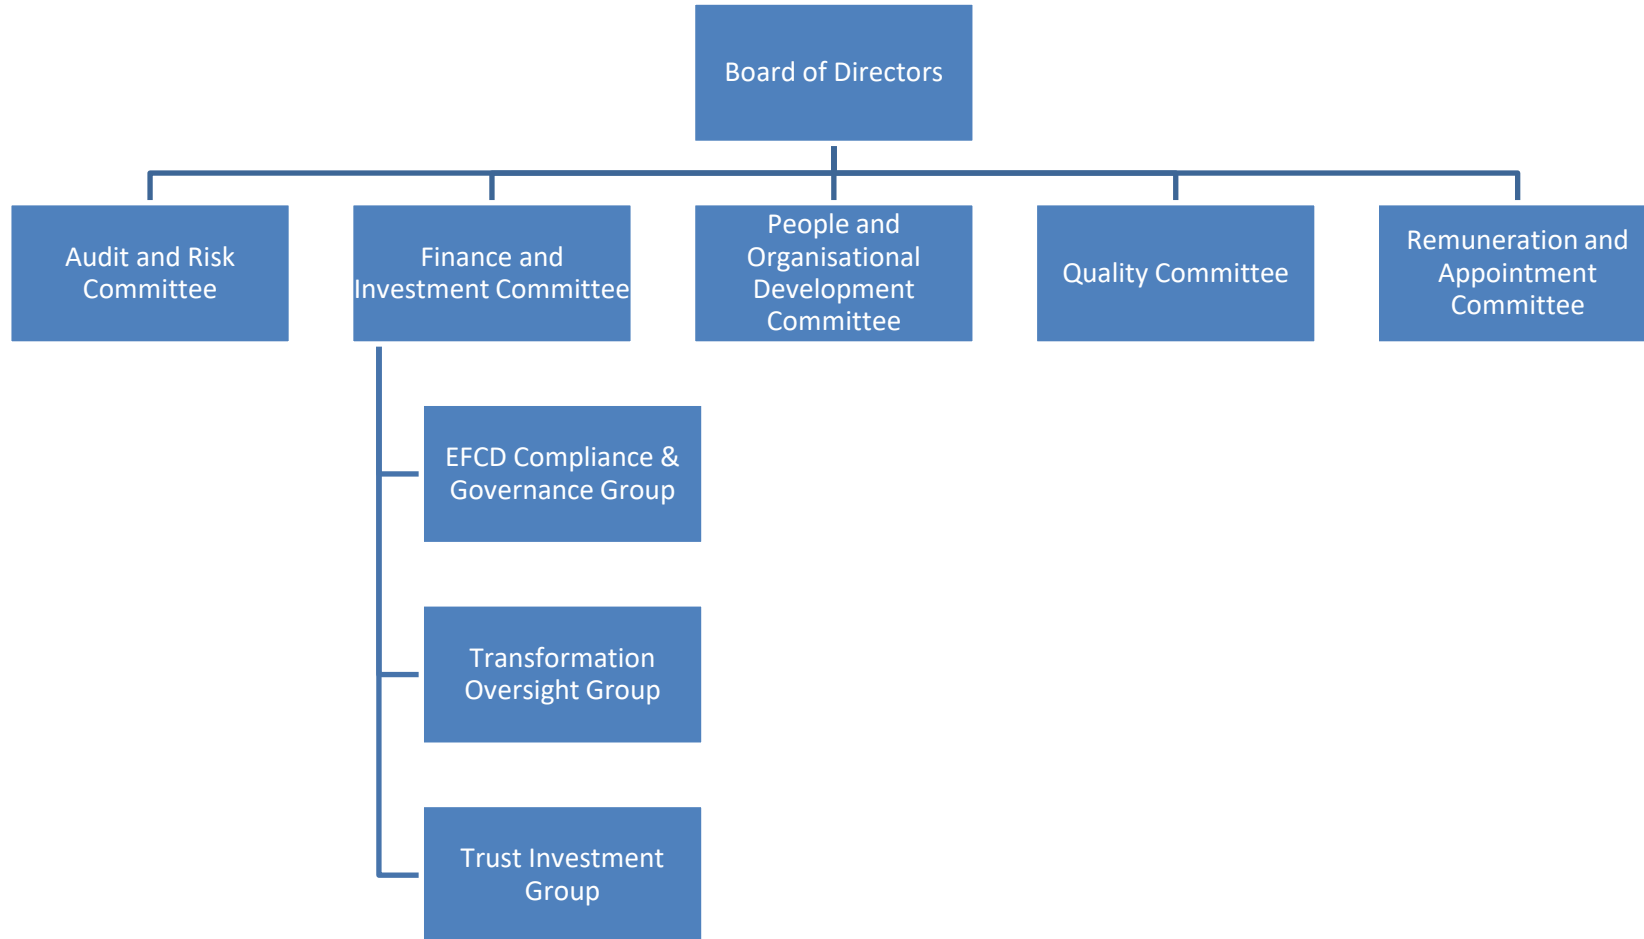 Board of Directors
Audit and Risk
Committee
Finance and
Investment Committee
People and
Organisational
Development
Committee
Quality Committee
Remuneration and
Appointment
Committee
EFCD Compliance &
Governance Group
Transformation
Oversight Group
Trust Investment
Group